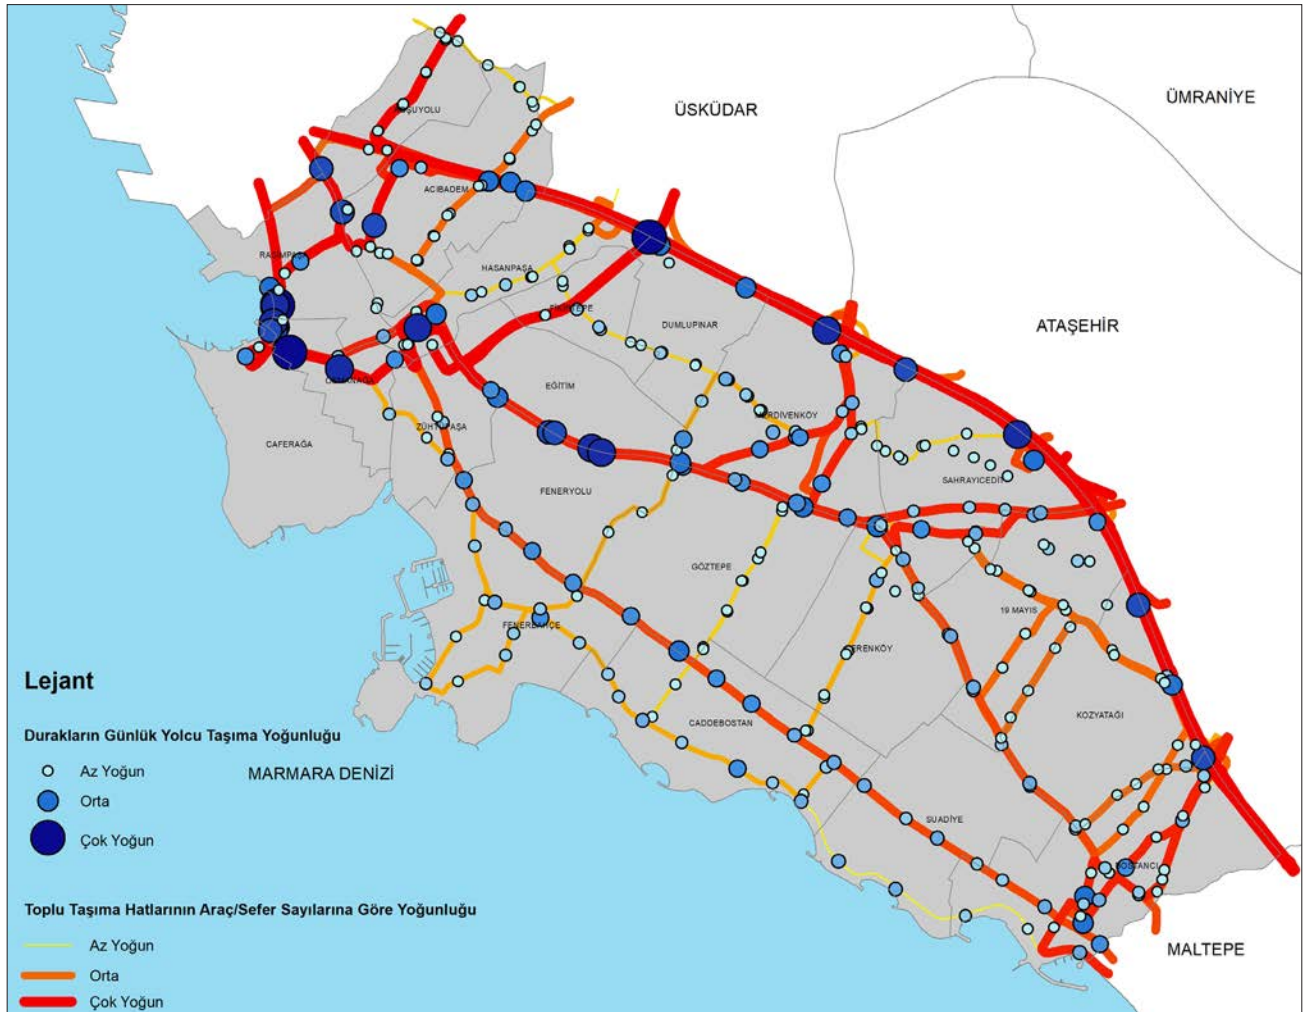 ÜMRANİYE
ÜSKÜDAR
ACIBADEM
HASANPAŞA
DUMLUPINAR
ATAŞEHİR
EĞİTİM
MERDİVENKÖY
ZÜHTÜPAŞA
OSMANAĞA
CAFERAĞA
FENERYOLU
SAHRAYICEDİT
GÖZTEPE
19 MAYIS
FENERBAHÇE
ERENKÖY
KOZYATAĞI
CADDEBOSTAN
SUADİYE
BOSTANCI
MALTEPE
MARMARA DENİZİ
Lejant
Durakların Günlük Yolcu Taşıma Yoğunluğu
Az Yoğun
Orta
Çok Yoğun
Toplu Taşıma Hatlarının Araç/Sefer Sayılarına Göre Yoğunluğu
Az Yoğun
Orta
Çok Yoğun